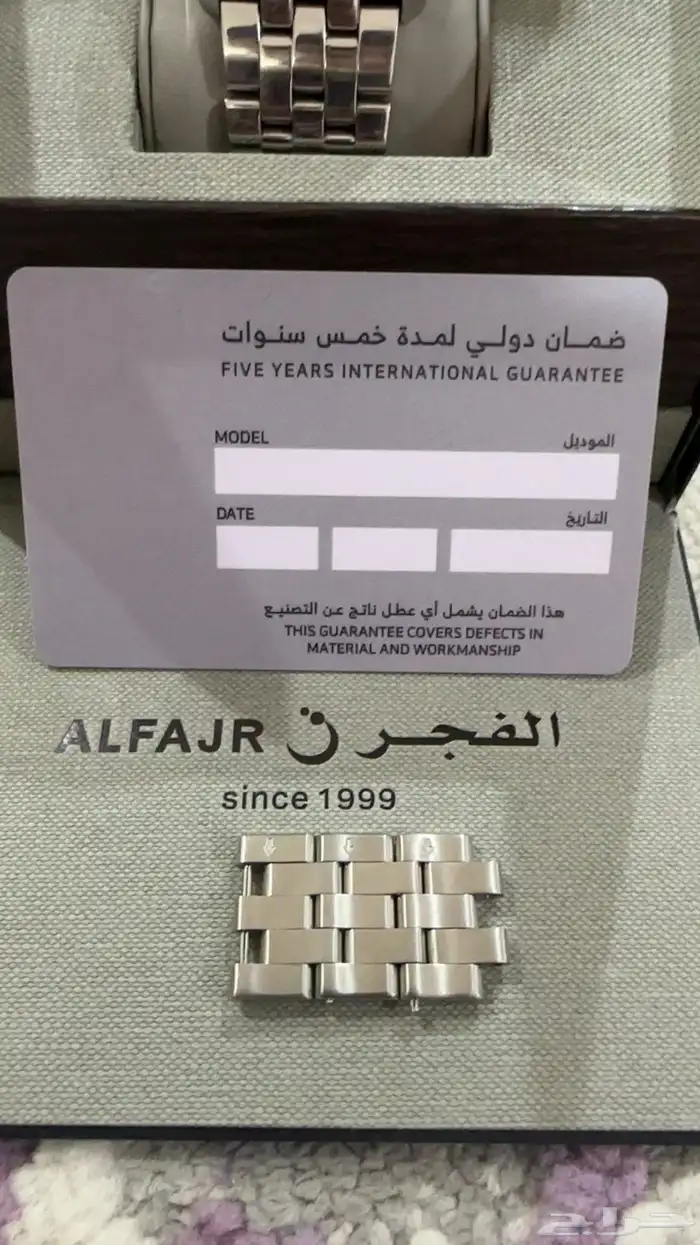 ضمان دولي لمدة خمس سنوات
FIVE YEARS INTERNATIONAL GUARANTEE
MODEL الموديل
DATE التاريخ
هذا الضمان يشمل أي عطل ناتج عن التصنيع
THIS GUARANTEE COVERS DEFECTS IN
MATERIAL AND WORKMANSHIP
ALFAJR الفجر
since 1999
حراج